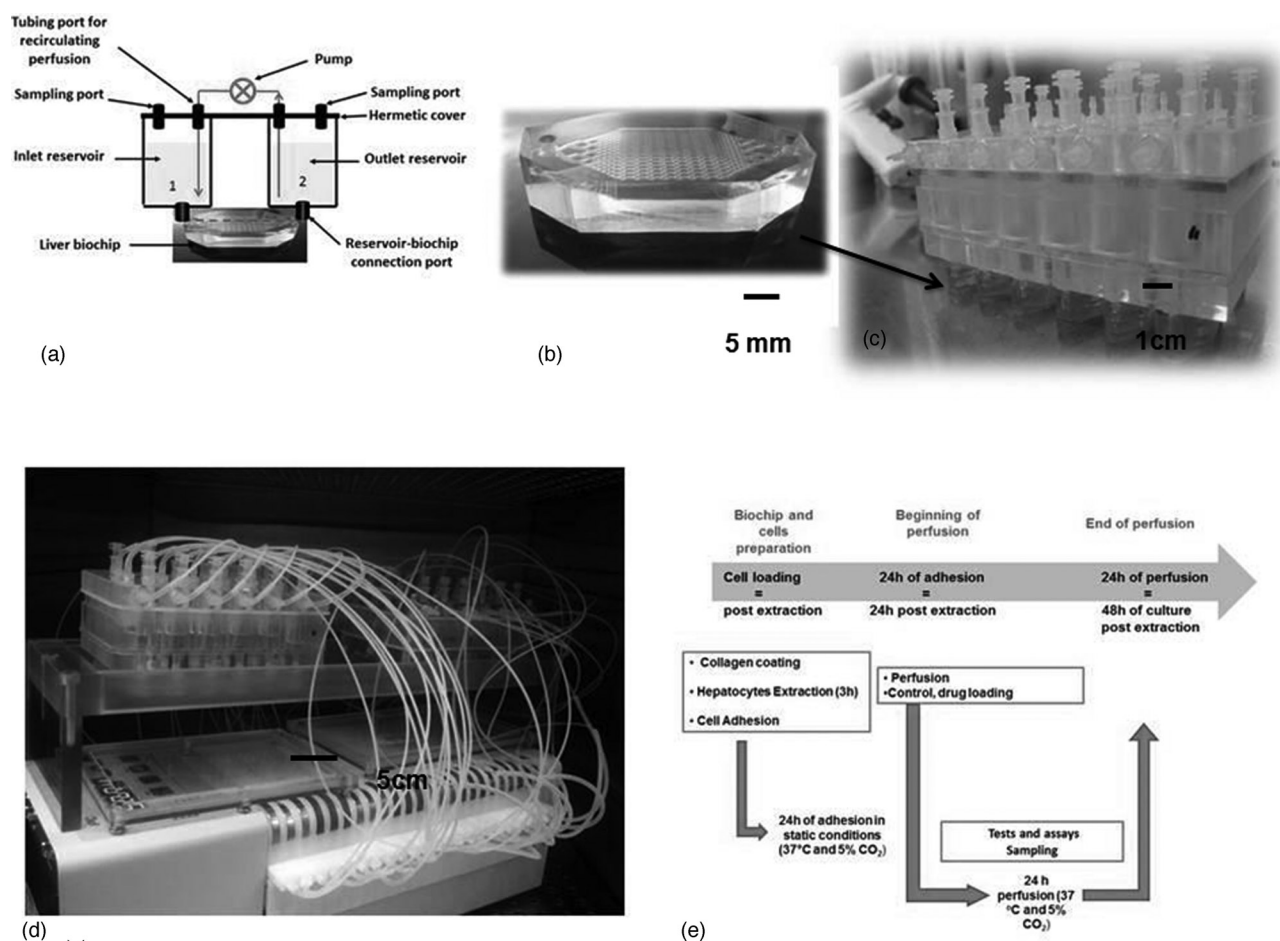 Tubing port for
recirculating
perfusion
Pump
Sampling port
Sampling port
Hermetic cover
Inlet reservoir
Outlet reservoir
1
2
Liver biochip
Reservoir-biochip
connection port
(a)
5 mm
(b)
1cm
(c)
5cm
(d)
Biochip and
cells
preparation
Beginning of
perfusion
End of perfusion
Cell loading
=
post extraction
24h of adhesion
=
24h post extraction
24h of perfusion
=
48h of culture
post extraction
• Collagen coating
• Hepatocytes Extraction (3h)
• Cell Adhesion
• Perfusion
•Control, drug loading
24h of adhesion in
static conditions
(37°C and 5% CO₂)
Tests and assays
Sampling
24 h
perfusion (37
°C and 5%
CO₂)
(e)